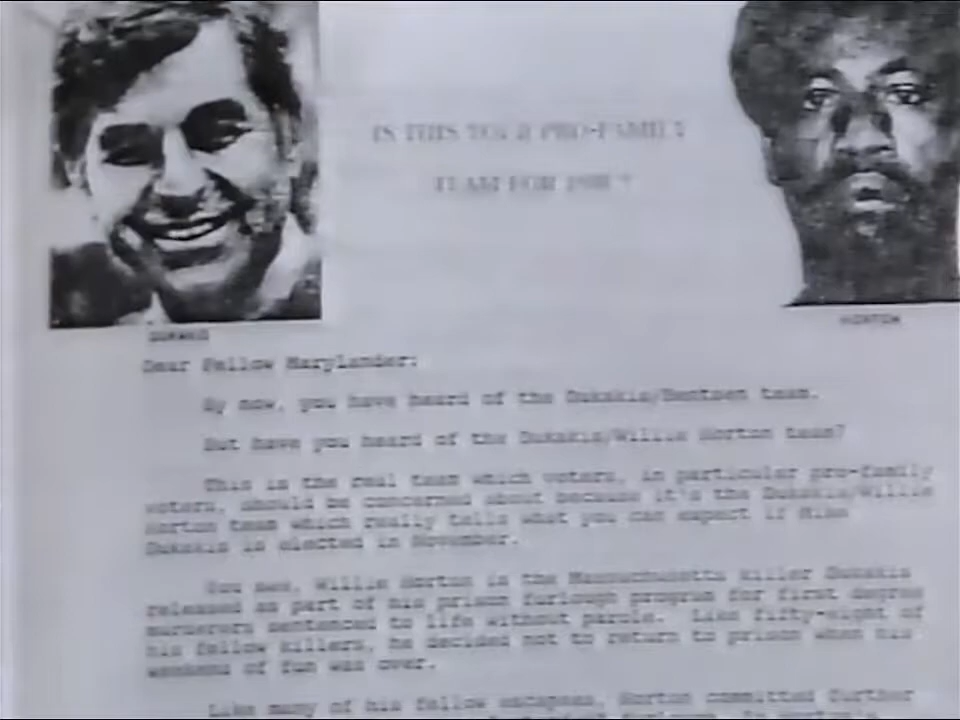 IS THIS YOUR PRO-FAMILY
TEAM FOR 1988?
DUKAKIS
HORTON
Dear Fellow Marylander:
By now, you have heard of the Dukakis/Bentsen team.
But have you heard of the Dukakis/Willie Horton team?
This is the real team which voters, in particular pro-family
voters, should be concerned about because it's the Dukakis/Willie
Horton team which really tells what you can expect if Mike
Dukakis is elected in November.
You see, Willie Horton is the Massachusetts killer Dukakis
released as part of his prison furlough program for first degree
murderers sentenced to life without parole. Like fifty-eight of
his fellow killers, he decided not to return to prison when his
weekend of fun was over.
Like many of his fellow escapees, Horton committed further